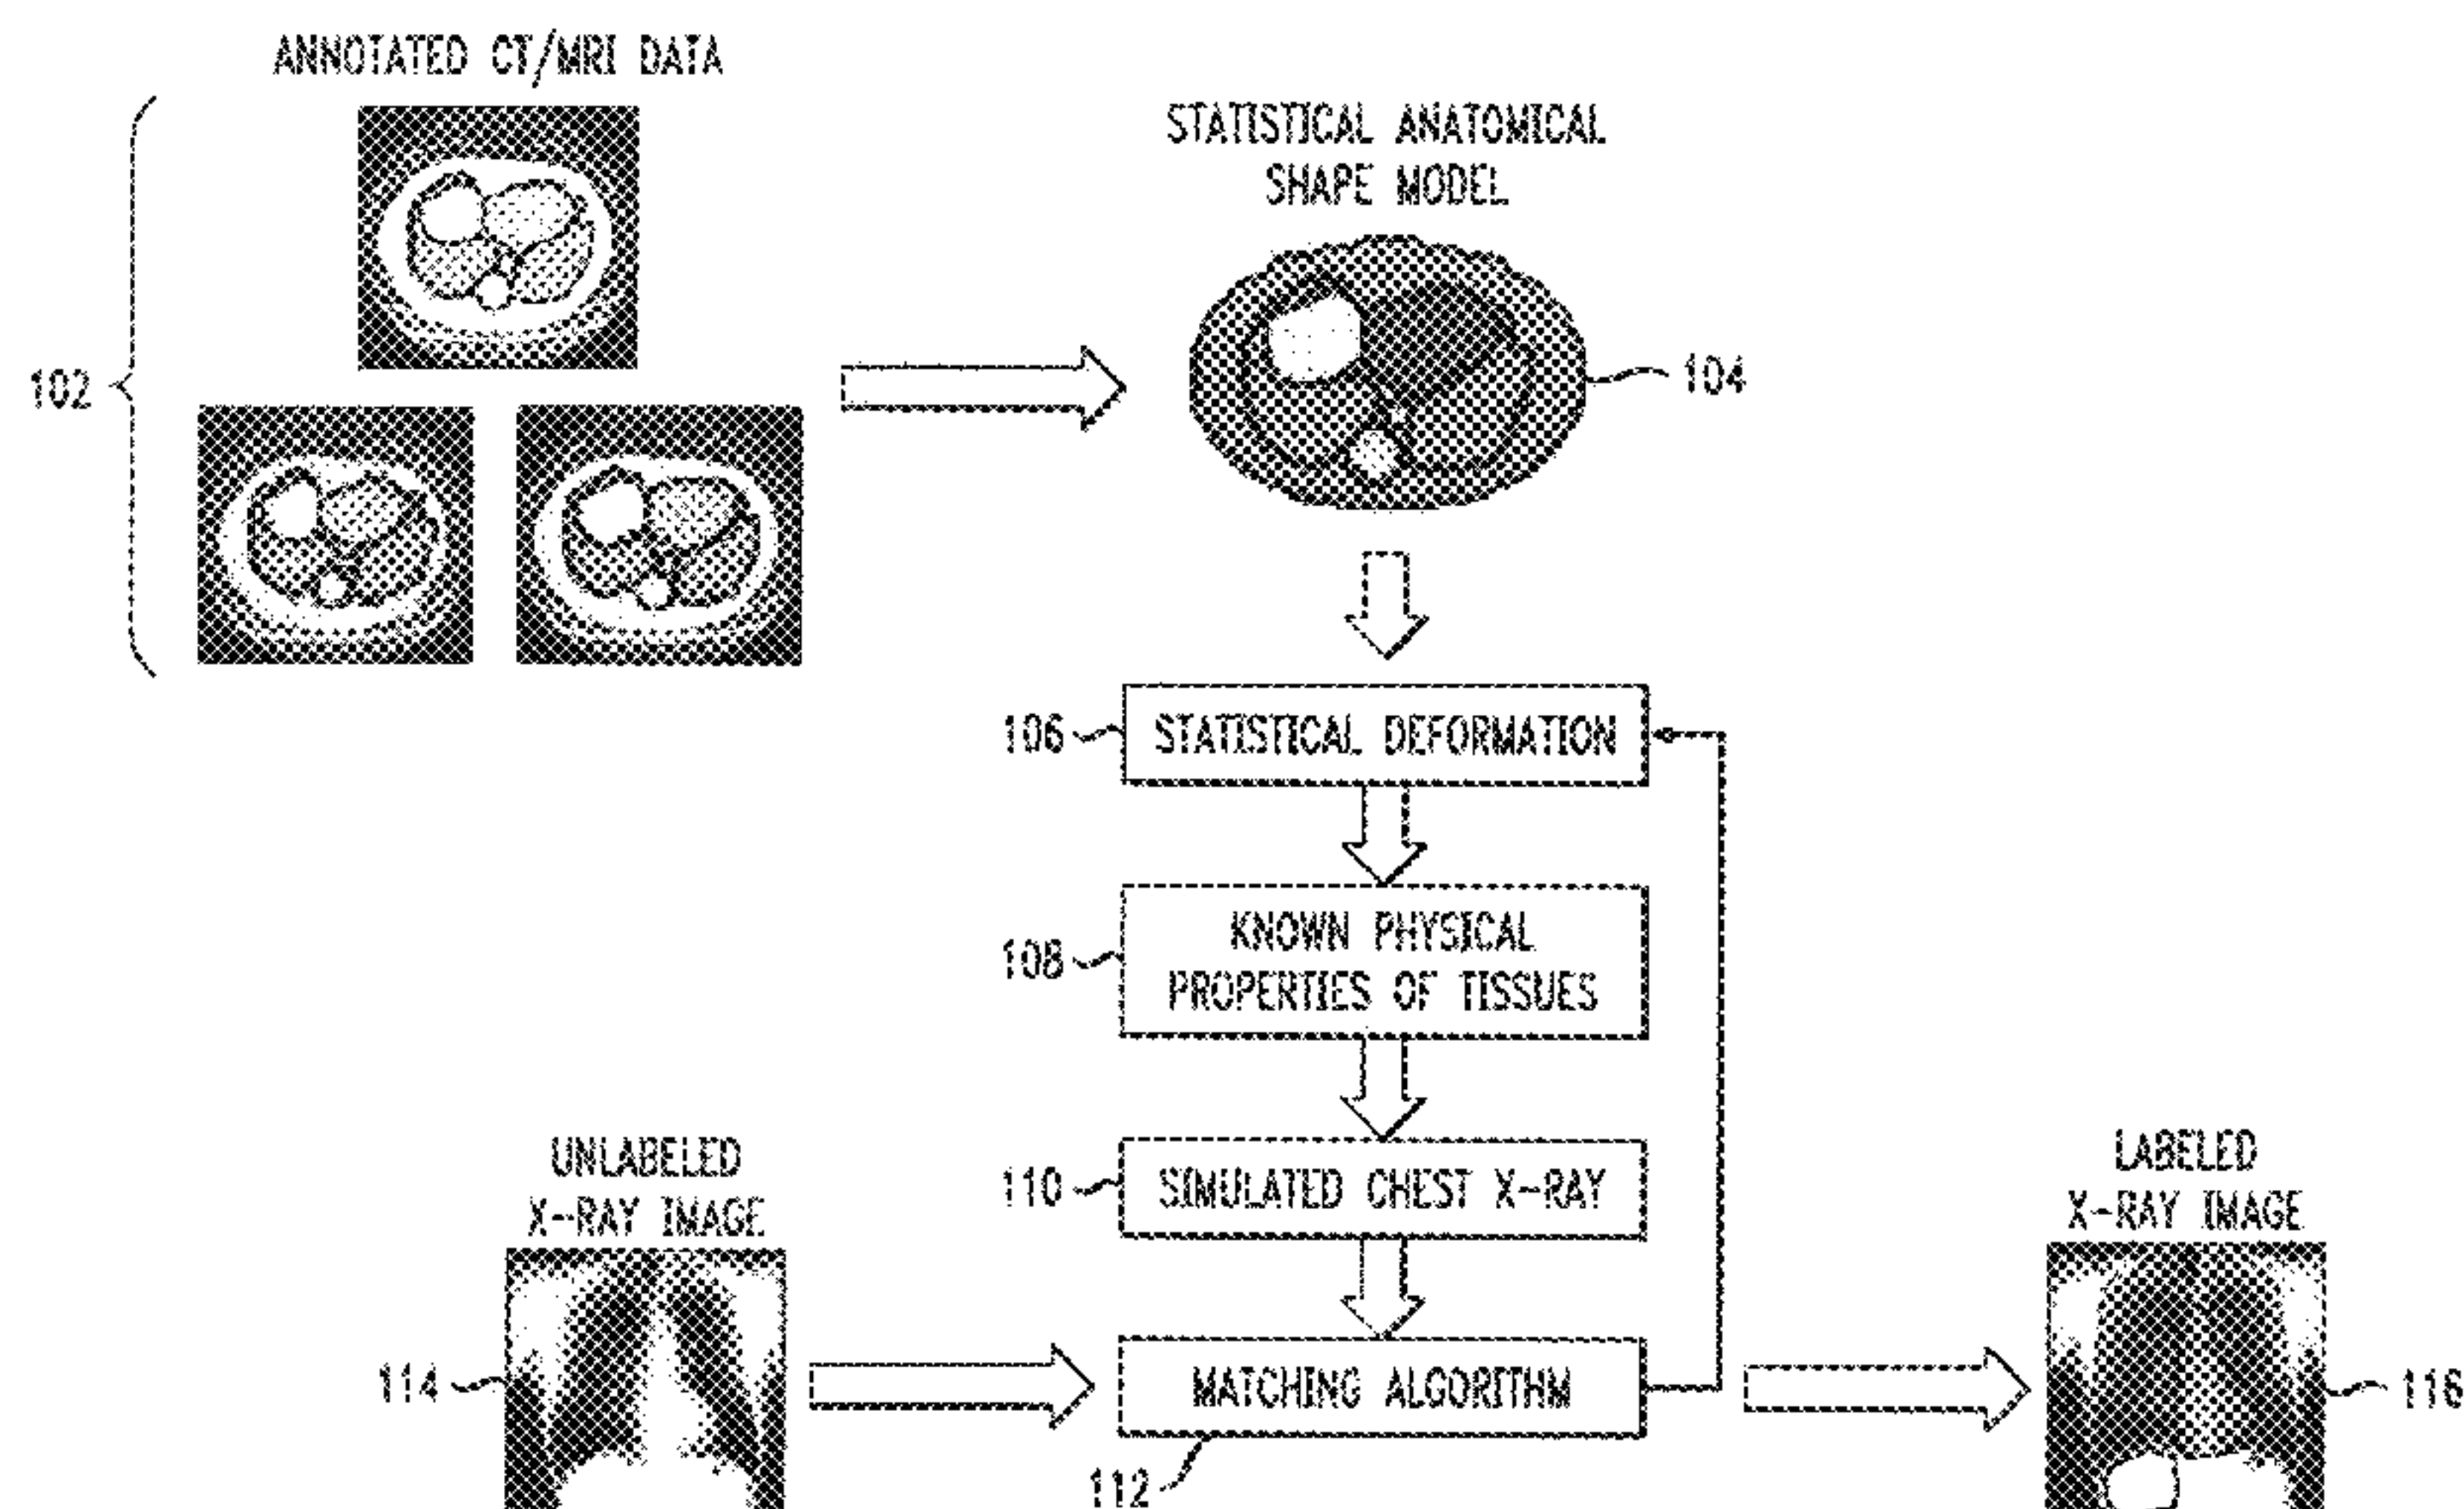 ANNOTATED CT/MRI DATA
102
STATISTICAL ANATOMICAL
SHAPE MODEL
104
106
STATISTICAL DEFORMATION
108
KNOWN PHYSICAL
PROPERTIES OF TISSUES
110
SIMULATED CHEST X-RAY
UNLABELED
X-RAY IMAGE
114
MATCHING ALGORITHM
112
LABELED
X-RAY IMAGE
116